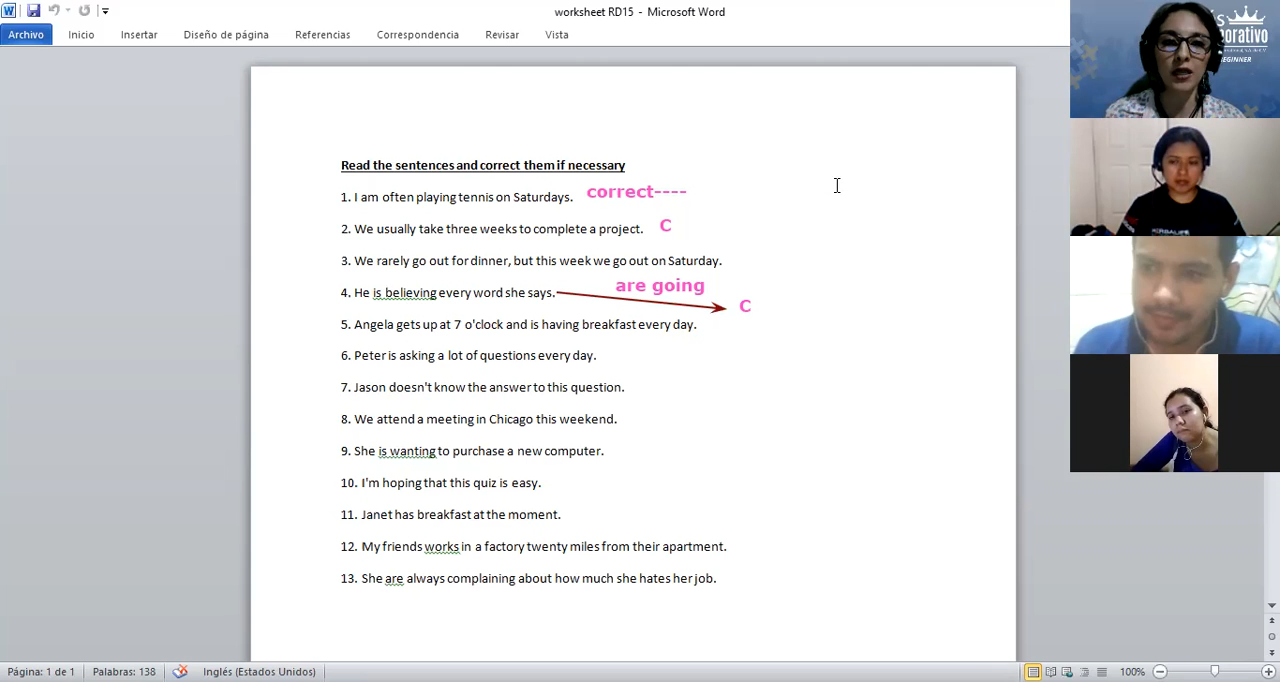 worksheet RD15 - Microsoft Word
Archivo Inicio Insertar Diseño de página Referencias Correspondencia Revisar Vista
orativo
BEGINNER
Read the sentences and correct them if necessary
1. I am often playing tennis on Saturdays. correct----
2. We usually take three weeks to complete a project. C
3. We rarely go out for dinner, but this week we go out on Saturday.
are going
4. He is believing every word she says. C
5. Angela gets up at 7 o'clock and is having breakfast every day.
6. Peter is asking a lot of questions every day.
7. Jason doesn't know the answer to this question.
8. We attend a meeting in Chicago this weekend.
9. She is wanting to purchase a new computer.
10. I'm hoping that this quiz is easy.
11. Janet has breakfast at the moment.
12. My friends works in a factory twenty miles from their apartment.
13. She are always complaining about how much she hates her job.
Página: 1 de 1 Palabras: 138 Inglés (Estados Unidos) 100%